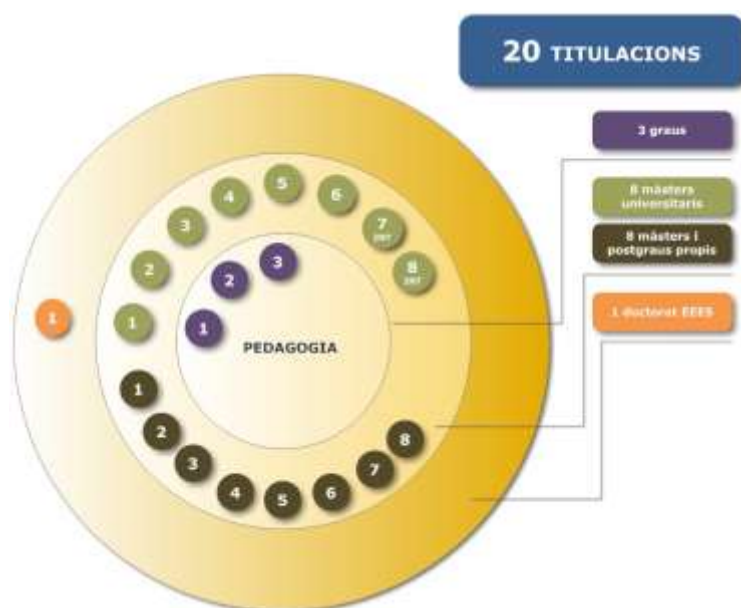 20 TITULACIONS
3 graus
8 màsters
universitaris
8 màsters i
postgraus propis
1 doctorat EEES
5
4
6
3
7
2
8
3
2
1
1
1
PEDAGOGIA
1
2
3
4
5
6
7
8